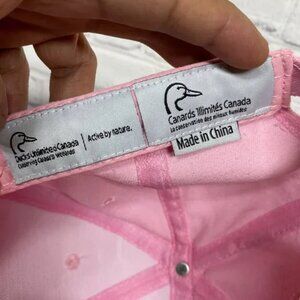 Ducks Unlimited Canada
Conserving Canada's wetlands
Active by nature.
Canards Illimités Canada
La conservation des milieux humides
Made in China